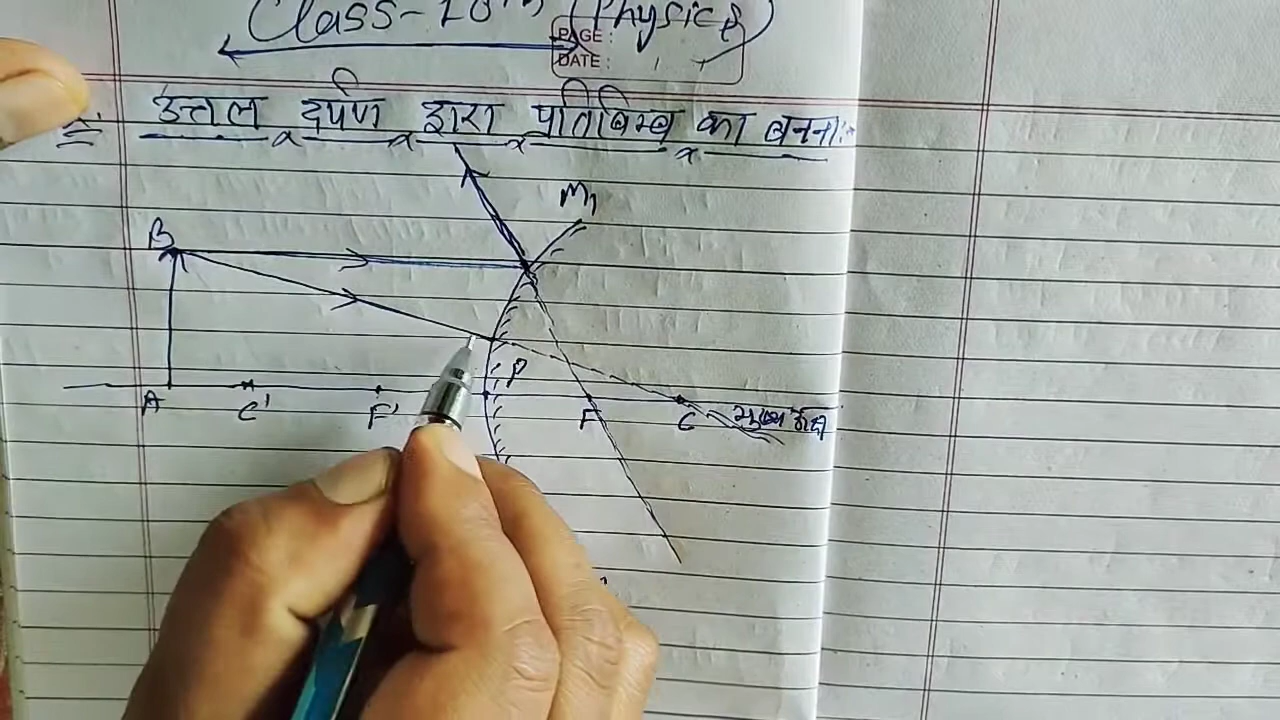 Class-10th (Physics)
PAGE :
DATE :
उत्तल दर्पण द्वारा प्रतिबिम्ब का बनना:-
M1
B
P
A C' F' F C मुख्य अक्ष